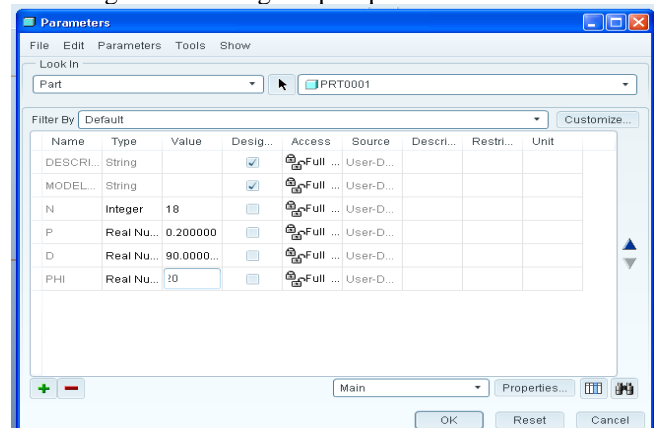 Parameters
File Edit Parameters Tools Show
Look In
Part PRT0001
Filter By Default Customize...
Name Type Value Desig... Access Source Descri... Restri... Unit
DESCRI... String Full ... User-D...
MODEL... String Full ... User-D...
N Integer 18 Full ... User-D...
P Real Nu... 0.200000 Full ... User-D...
D Real Nu... 90.0000... Full ... User-D...
PHI Real Nu... 20 Full ... User-D...
Main Properties...
OK Reset Cancel